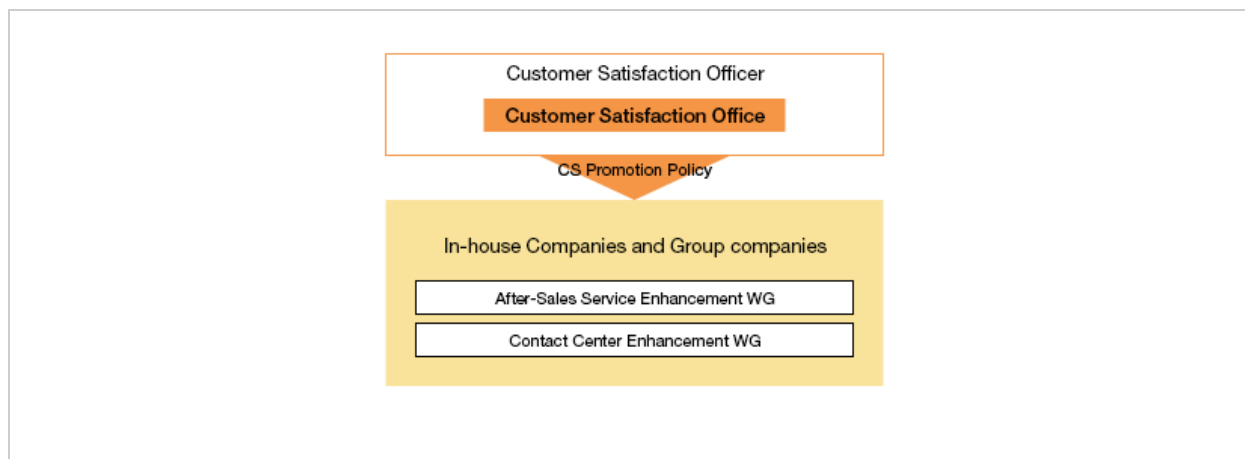 Customer Satisfaction Officer
Customer Satisfaction Office
CS Promotion Policy
In-house Companies and Group companies
After-Sales Service Enhancement WG
Contact Center Enhancement WG